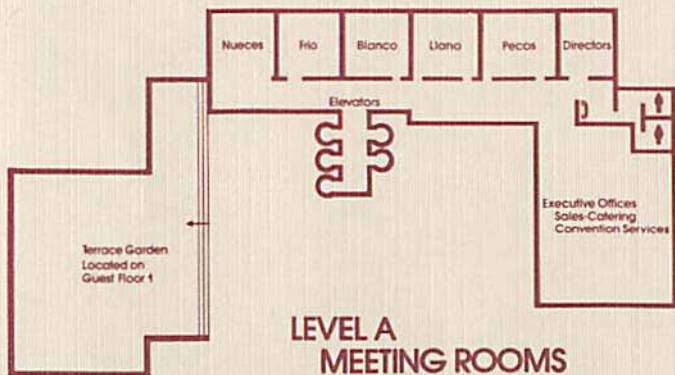 Nueces
Frio
Blanco
Llano
Pecos
Directors
Elevators
Executive Offices
Sales-Catering
Convention Services
Terrace Garden
Located on
Guest Floor 1
LEVEL A
MEETING ROOMS